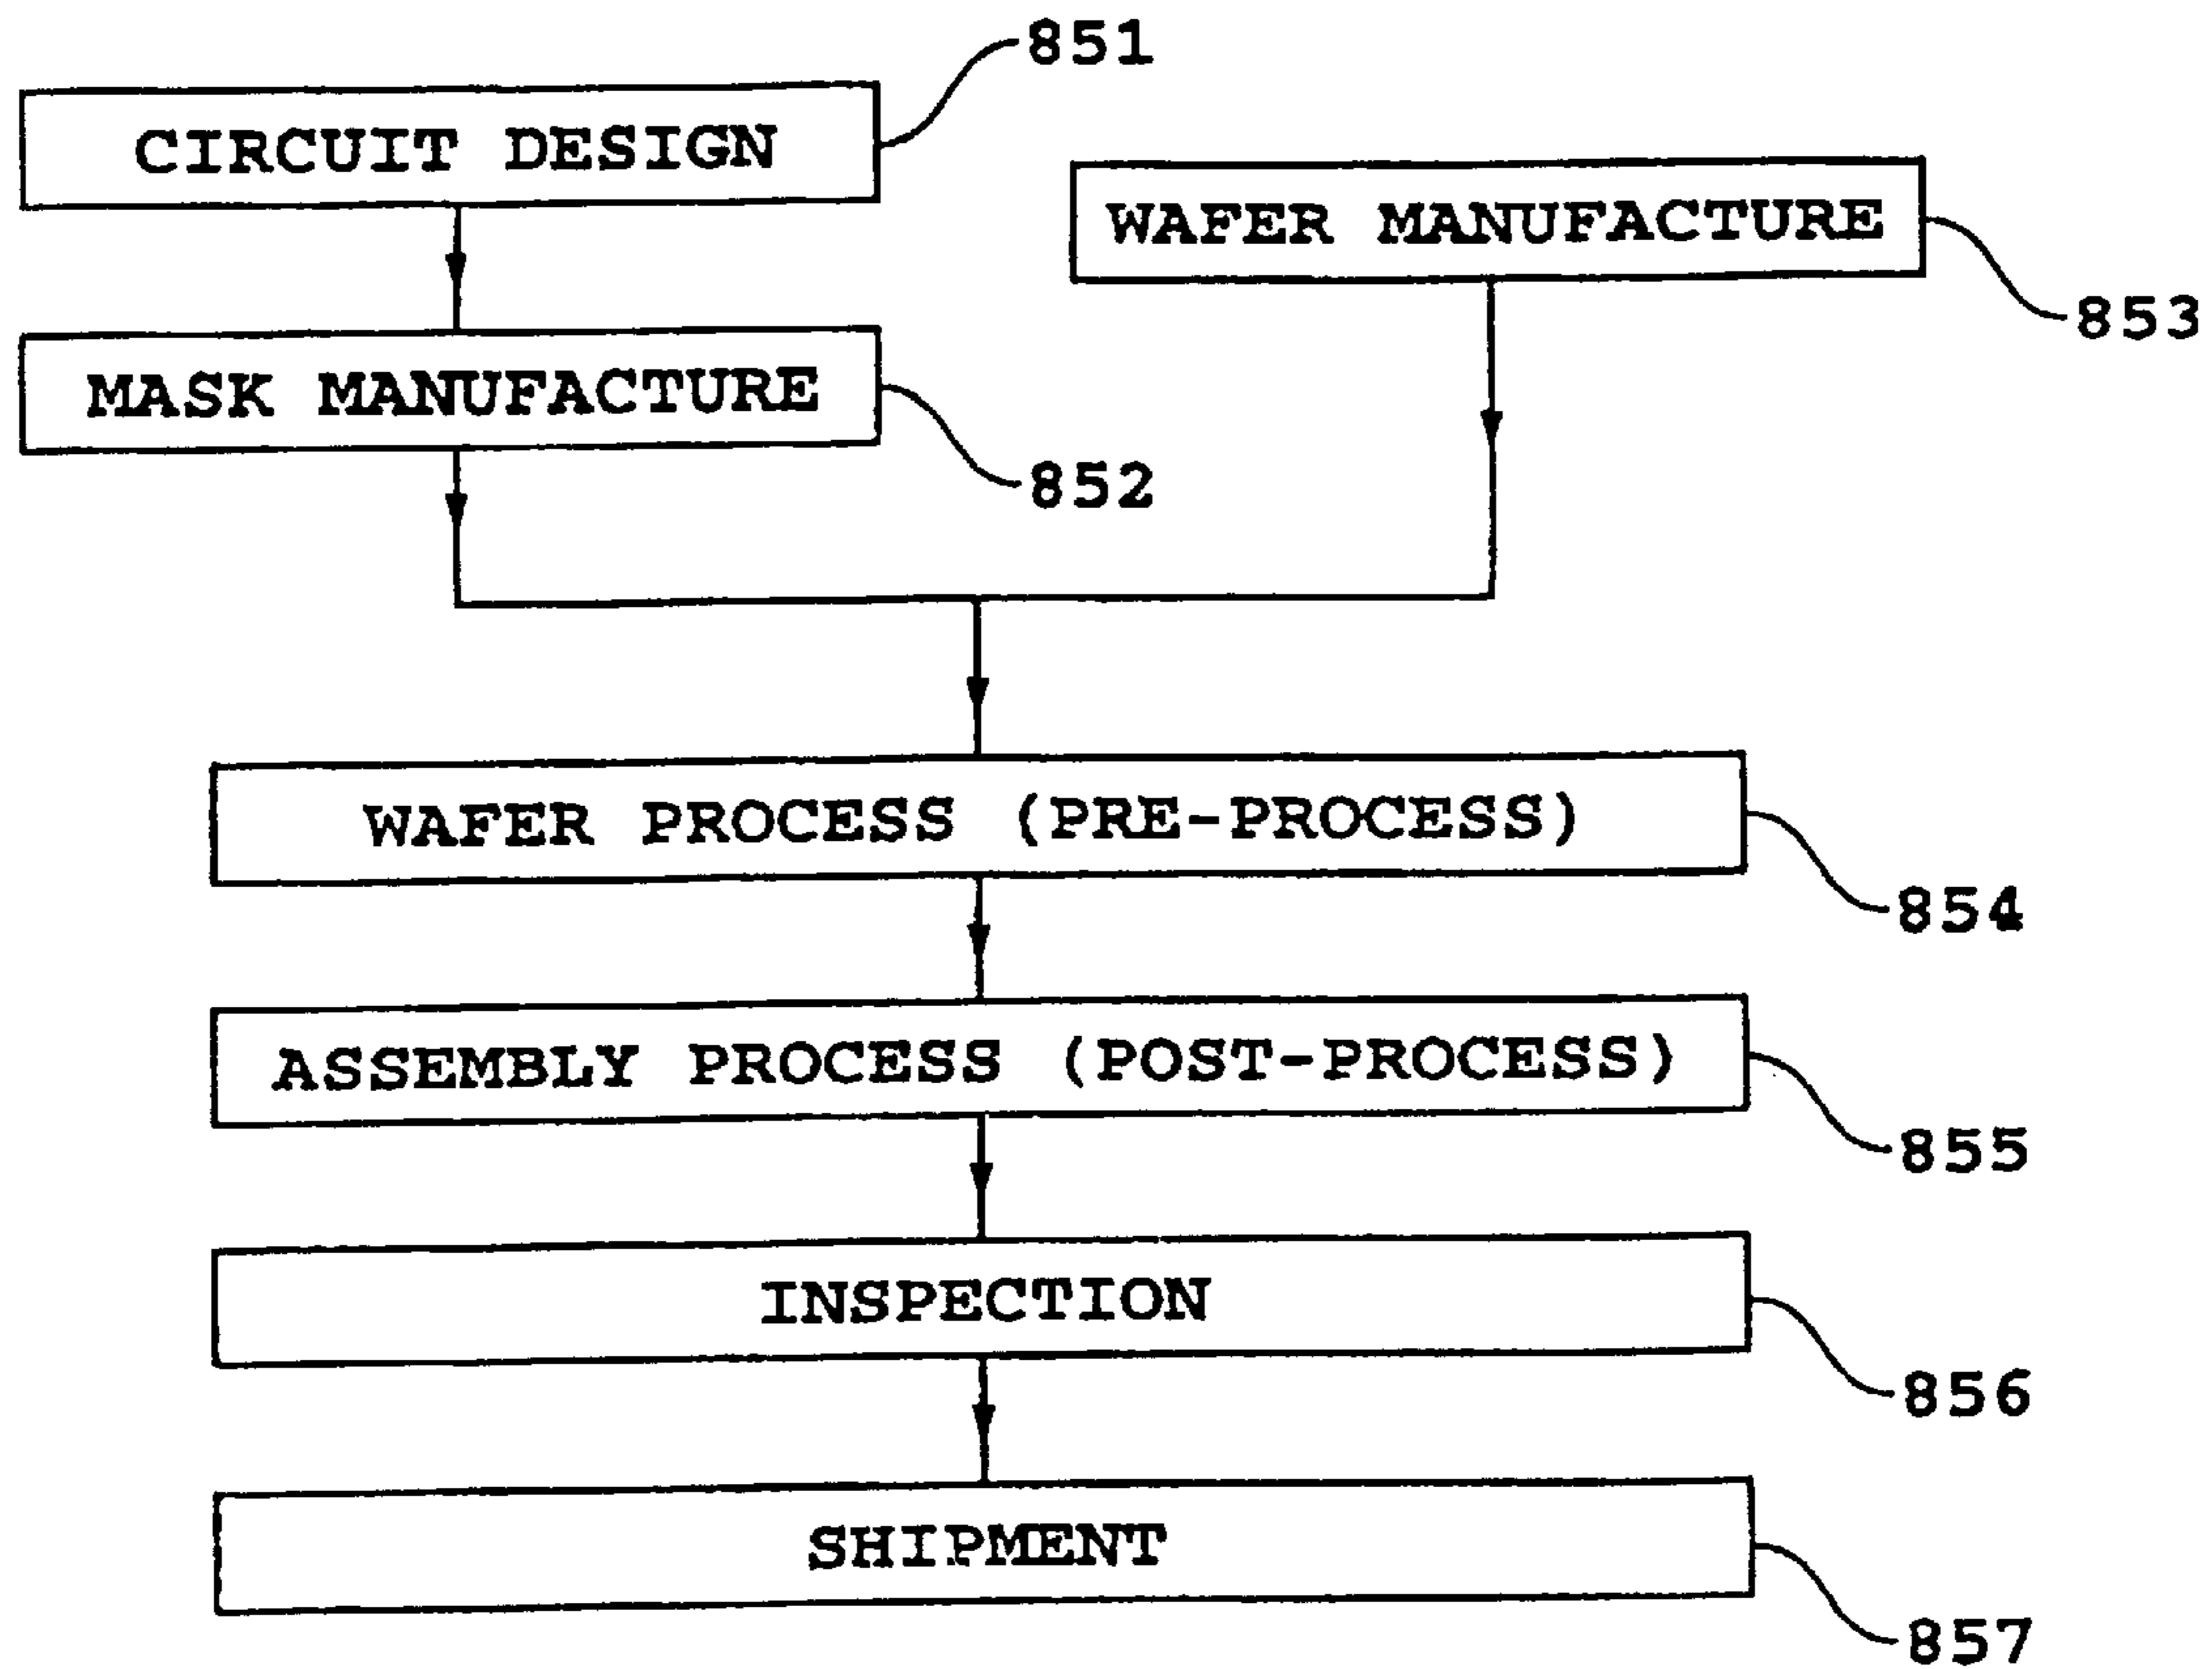 851
CIRCUIT DESIGN
WAFER MANUFACTURE
853
MASK MANUFACTURE
852
WAFER PROCESS (PRE-PROCESS)
854
ASSEMBLY PROCESS (POST-PROCESS)
855
INSPECTION
856
SHIPMENT
857